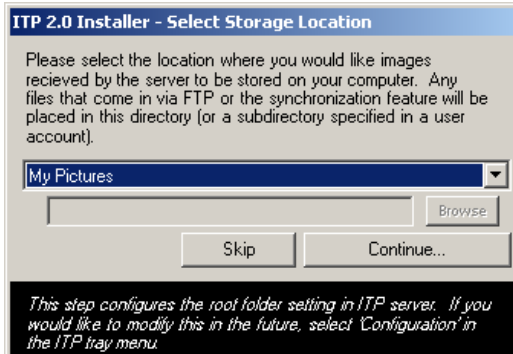 ITP 2.0 Installer - Select Storage Location
Please select the location where you would like images
recieved by the server to be stored on your computer. Any
files that come in via FTP or the synchronization feature will be
placed in this directory (or a subdirectory specified in a user
account).
My Pictures
Browse
Skip
Continue...
This step configures the root folder setting in ITP server. If you
would like to modify this in the future, select 'Configuration' in
the ITP tray menu.